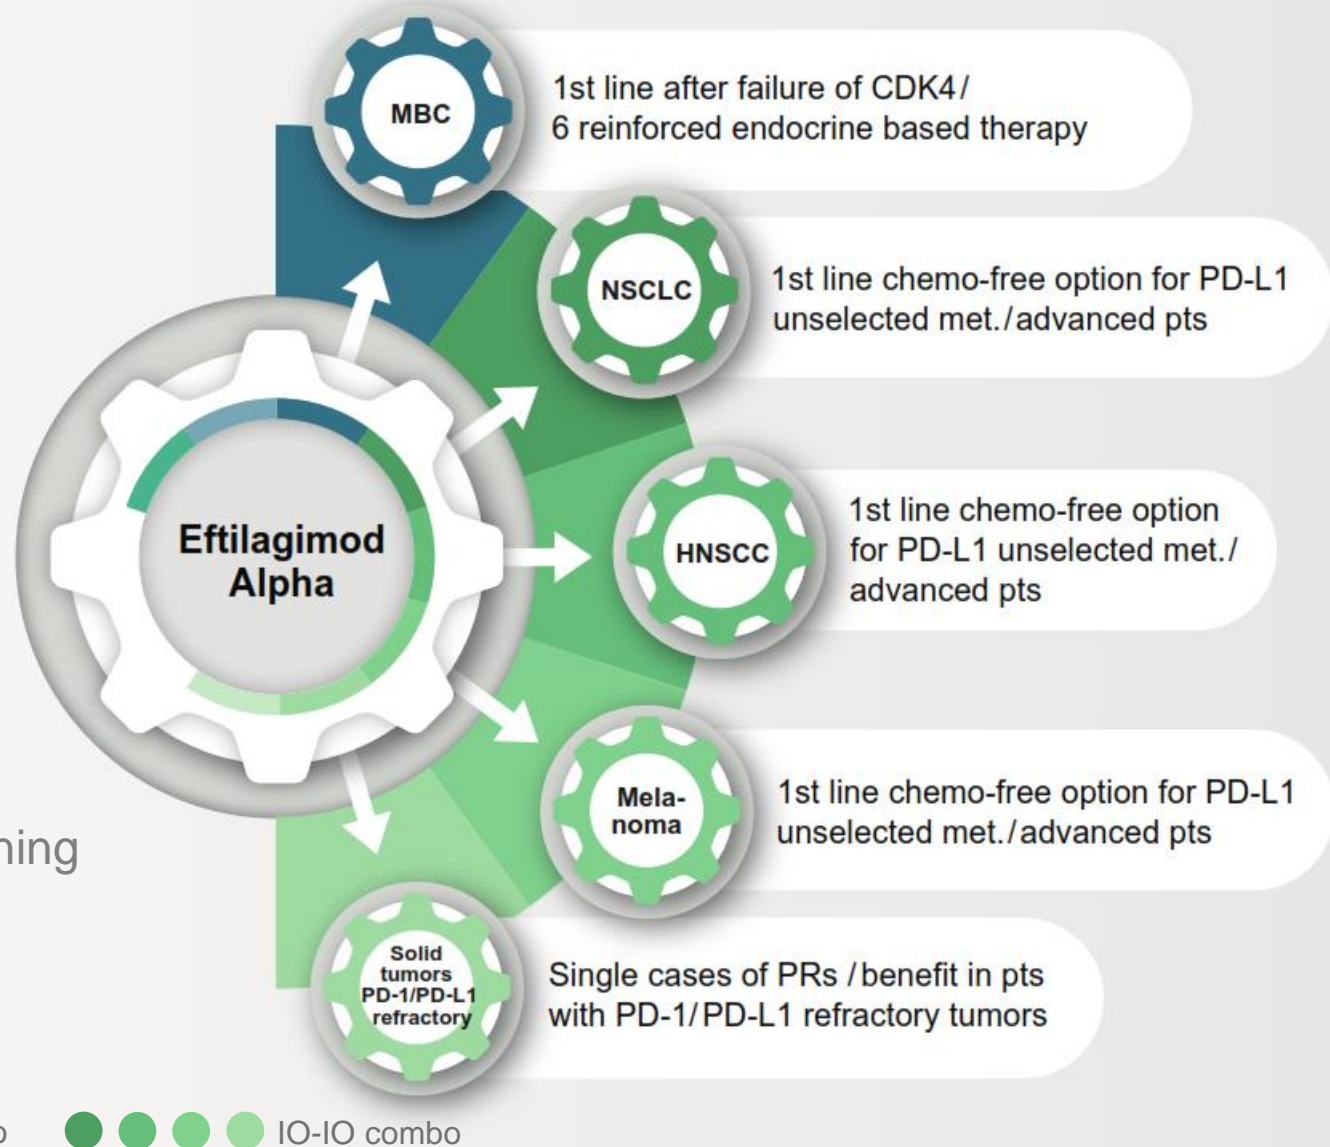 MBC
1st line after failure of CDK4/
6 reinforced endocrine based therapy
NSCLC
1st line chemo-free option for PD-L1
unselected met./advanced pts
Eftilagimod
Alpha
HNSCC
1st line chemo-free option
for PD-L1 unselected met./
advanced pts
Mela-
noma
1st line chemo-free option for PD-L1
unselected met./advanced pts
ning
Solid
tumors
PD-1/PD-L1
refractory
Single cases of PRs /benefit in pts
with PD-1/PD-L1 refractory tumors
o
IO-IO combo